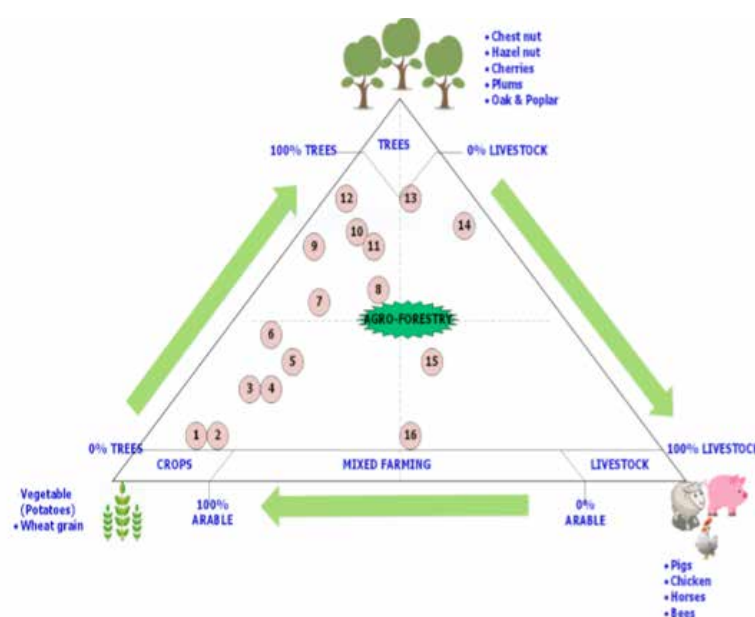 • Chest nut
• Hazel nut
• Cherries
• Plums
• Oak & Poplar
TREES
100% TREES
0% LIVESTOCK
12
13
14
10
11
9
8
7
AGRO-FORESTRY
6
5
15
3
4
1
2
16
0% TREES
100% LIVESTOCK
CROPS
MIXED FARMING
LIVESTOCK
Vegetable
(Potatoes)
• Wheat grain
100%
ARABLE
0%
ARABLE
• Pigs
• Chicken
• Horses
• Bees